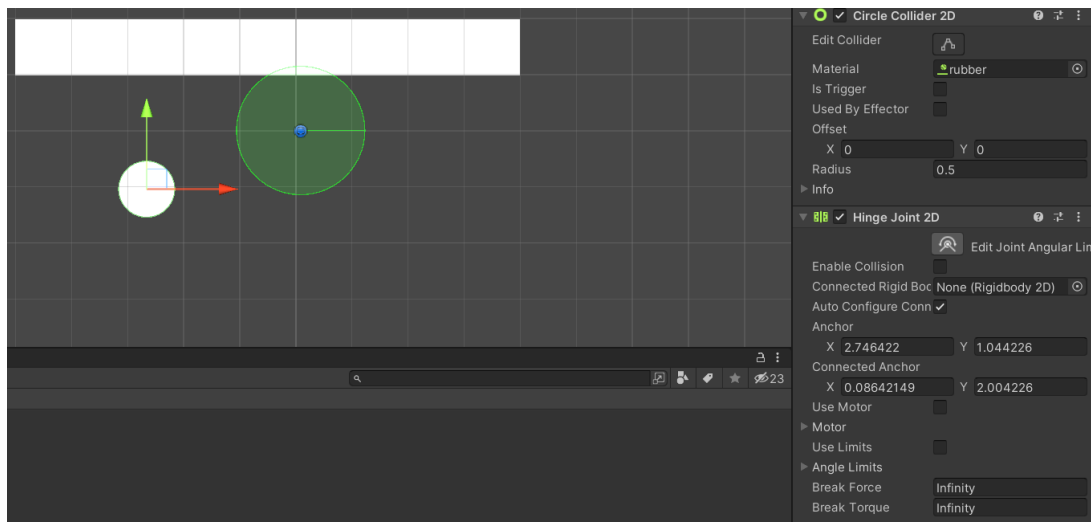 Circle Collider 2D
Edit Collider
Material rubber
Is Trigger
Used By Effector
Offset
X 0 Y 0
Radius 0.5
Info
Hinge Joint 2D
Edit Joint Angular Lin
Enable Collision
Connected Rigid Boc None (Rigidbody 2D)
Auto Configure Conn
Anchor
X 2.746422 Y 1.044226
Connected Anchor
X 0.08642149 Y 2.004226
Use Motor
Motor
Use Limits
Angle Limits
Break Force Infinity
Break Torque Infinity
23